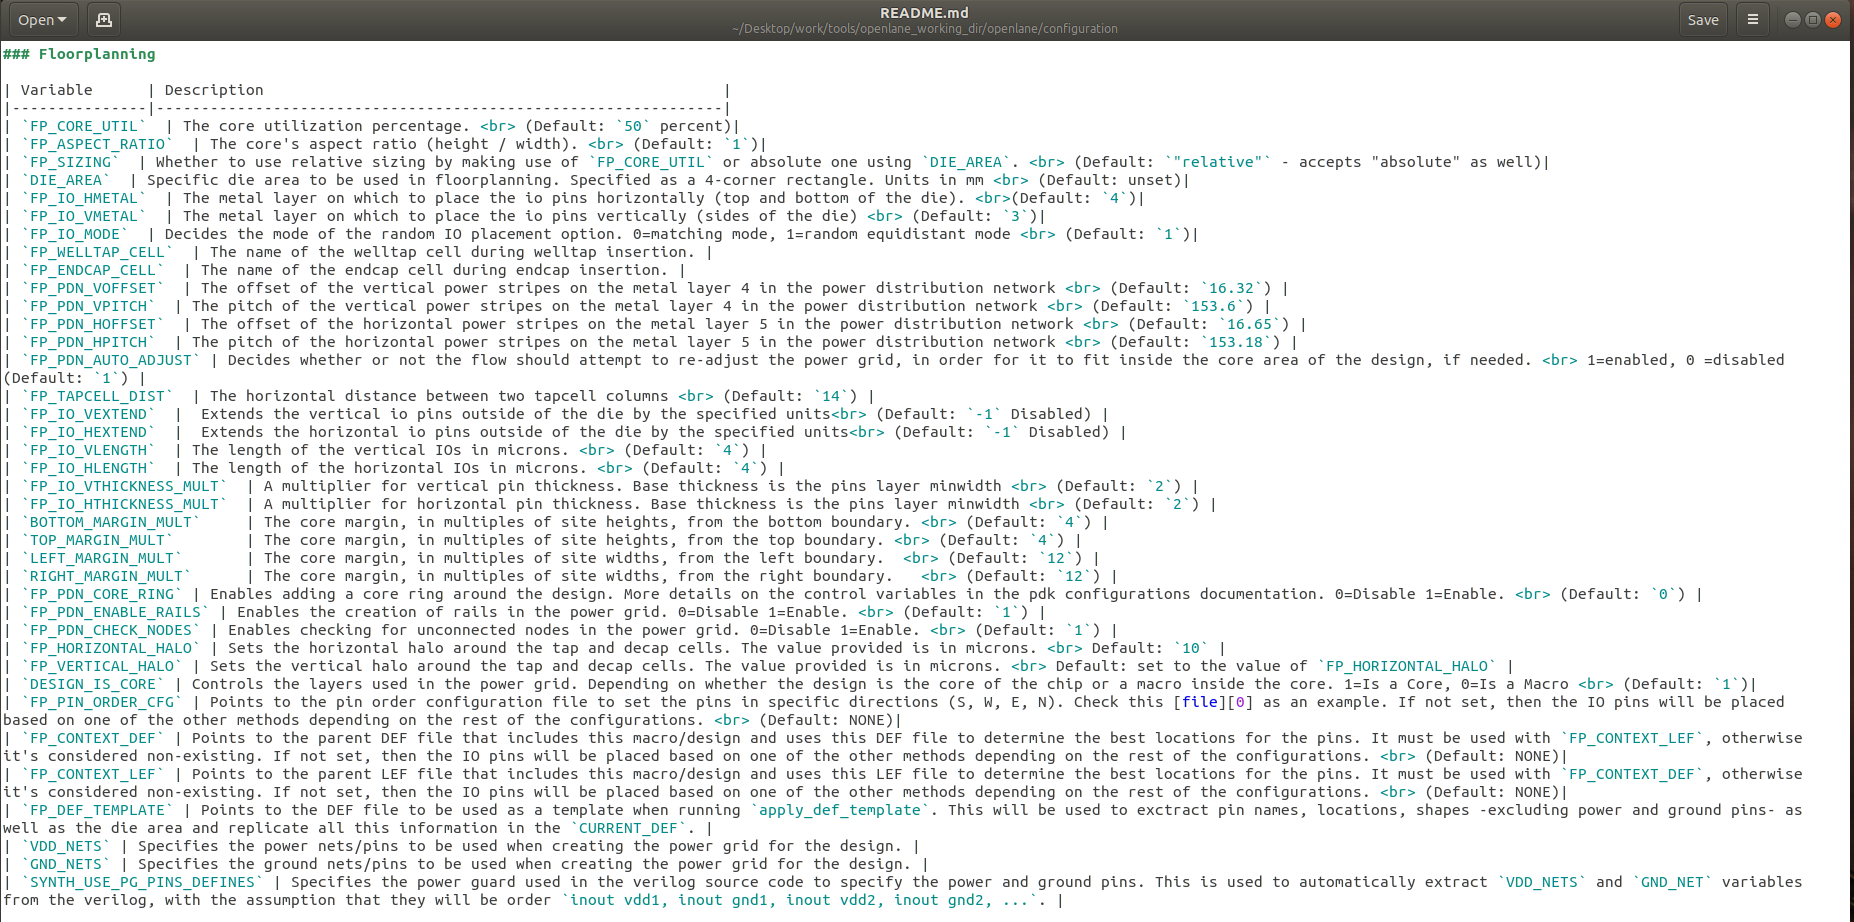 Open
README.md
~/Desktop/work/tools/openlane_working_dir/openlane/configuration
Save
### Floorplanning
| Variable      | Description                                                   |
|---------------|---------------------------------------------------------------|
| `FP_CORE_UTIL`  | The core utilization percentage. <br> (Default: `50` percent)|
| `FP_ASPECT_RATIO`  | The core's aspect ratio (height / width). <br> (Default: `1`)|
| `FP_SIZING`  | Whether to use relative sizing by making use of `FP_CORE_UTIL` or absolute one using `DIE_AREA`. <br> (Default: `"relative"` - accepts "absolute" as well)|
| `DIE_AREA`  | Specific die area to be used in floorplanning. Specified as a 4-corner rectangle. Units in mm <br> (Default: unset)|
| `FP_IO_HMETAL`  | The metal layer on which to place the io pins horizontally (top and bottom of the die). <br>(Default: `4`)|
| `FP_IO_VMETAL`  | The metal layer on which to place the io pins vertically (sides of the die) <br> (Default: `3`)|
| `FP_IO_MODE`  | Decides the mode of the random IO placement option. 0=matching mode, 1=random equidistant mode <br> (Default: `1`)|
| `FP_WELLTAP_CELL`  | The name of the welltap cell during welltap insertion. |
| `FP_ENDCAP_CELL`  | The name of the endcap cell during endcap insertion. |
| `FP_PDN_VOFFSET`  | The offset of the vertical power stripes on the metal layer 4 in the power distribution network <br> (Default: `16.32`) |
| `FP_PDN_VPITCH`  | The pitch of the vertical power stripes on the metal layer 4 in the power distribution network <br> (Default: `153.6`) |
| `FP_PDN_HOFFSET`  | The offset of the horizontal power stripes on the metal layer 5 in the power distribution network <br> (Default: `16.65`) |
| `FP_PDN_HPITCH`  | The pitch of the horizontal power stripes on the metal layer 5 in the power distribution network <br> (Default: `153.18`) |
| `FP_PDN_AUTO_ADJUST` | Decides whether or not the flow should attempt to re-adjust the power grid, in order for it to fit inside the core area of the design, if needed. <br> 1=enabled, 0 =disabled
(Default: `1`) |
| `FP_TAPCELL_DIST`  | The horizontal distance between two tapcell columns <br> (Default: `14`) |
| `FP_IO_VEXTEND`  |  Extends the vertical io pins outside of the die by the specified units<br> (Default: `-1` Disabled) |
| `FP_IO_HEXTEND`  |  Extends the horizontal io pins outside of the die by the specified units<br> (Default: `-1` Disabled) |
| `FP_IO_VLENGTH`  | The length of the vertical IOs in microns. <br> (Default: `4`) |
| `FP_IO_HLENGTH`  | The length of the horizontal IOs in microns. <br> (Default: `4`) |
| `FP_IO_VTHICKNESS_MULT`  | A multiplier for vertical pin thickness. Base thickness is the pins layer minwidth <br> (Default: `2`) |
| `FP_IO_HTHICKNESS_MULT`  | A multiplier for horizontal pin thickness. Base thickness is the pins layer minwidth <br> (Default: `2`) |
| `BOTTOM_MARGIN_MULT`     | The core margin, in multiples of site heights, from the bottom boundary. <br> (Default: `4`) |
| `TOP_MARGIN_MULT`        | The core margin, in multiples of site heights, from the top boundary. <br> (Default: `4`) |
| `LEFT_MARGIN_MULT`       | The core margin, in multiples of site widths, from the left boundary.  <br> (Default: `12`) |
| `RIGHT_MARGIN_MULT`      | The core margin, in multiples of site widths, from the right boundary.   <br> (Default: `12`) |
| `FP_PDN_CORE_RING` | Enables adding a core ring around the design. More details on the control variables in the pdk configurations documentation. 0=Disable 1=Enable. <br> (Default: `0`) |
| `FP_PDN_ENABLE_RAILS` | Enables the creation of rails in the power grid. 0=Disable 1=Enable. <br> (Default: `1`) |
| `FP_PDN_CHECK_NODES` | Enables checking for unconnected nodes in the power grid. 0=Disable 1=Enable. <br> (Default: `1`) |
| `FP_HORIZONTAL_HALO` | Sets the horizontal halo around the tap and decap cells. The value provided is in microns. <br> Default: `10` |
| `FP_VERTICAL_HALO` | Sets the vertical halo around the tap and decap cells. The value provided is in microns. <br> Default: set to the value of `FP_HORIZONTAL_HALO` |
| `DESIGN_IS_CORE` | Controls the layers used in the power grid. Depending on whether the design is the core of the chip or a macro inside the core. 1=Is a Core, 0=Is a Macro <br> (Default: `1`)|
| `FP_PIN_ORDER_CFG` | Points to the pin order configuration file to set the pins in specific directions (S, W, E, N). Check this [file][0] as an example. If not set, then the IO pins will be placed
based on one of the other methods depending on the rest of the configurations. <br> (Default: NONE)|
| `FP_CONTEXT_DEF` | Points to the parent DEF file that includes this macro/design and uses this DEF file to determine the best locations for the pins. It must be used with `FP_CONTEXT_LEF`, otherwise
it's considered non-existing. If not set, then the IO pins will be placed based on one of the other methods depending on the rest of the configurations. <br> (Default: NONE)|
| `FP_CONTEXT_LEF` | Points to the parent LEF file that includes this macro/design and uses this LEF file to determine the best locations for the pins. It must be used with `FP_CONTEXT_DEF`, otherwise
it's considered non-existing. If not set, then the IO pins will be placed based on one of the other methods depending on the rest of the configurations. <br> (Default: NONE)|
| `FP_DEF_TEMPLATE` | Points to the DEF file to be used as a template when running `apply_def_template`. This will be used to exctract pin names, locations, shapes -excluding power and ground pins- as
well as the die area and replicate all this information in the `CURRENT_DEF`. |
| `VDD_NETS` | Specifies the power nets/pins to be used when creating the power grid for the design. |
| `GND_NETS` | Specifies the ground nets/pins to be used when creating the power grid for the design. |
| `SYNTH_USE_PG_PINS_DEFINES` | Specifies the power guard used in the verilog source code to specify the power and ground pins. This is used to automatically extract `VDD_NETS` and `GND_NET` variables
from the verilog, with the assumption that they will be order `inout vdd1, inout gnd1, inout vdd2, inout gnd2, ...`. |